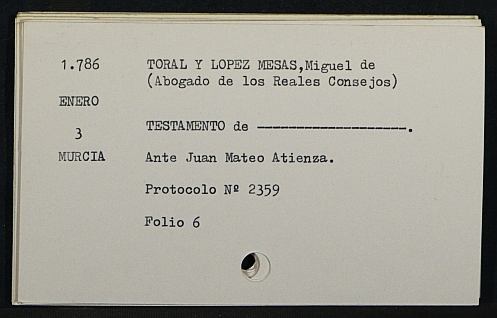 1.786 TORAL Y LOPEZ MESAS,Miguel de
(Abogado de los Reales Consejos)
ENERO
3 TESTAMENTO de ———————————.
MURCIA Ante Juan Mateo Atienza.
Protocolo Nº 2359
Folio 6